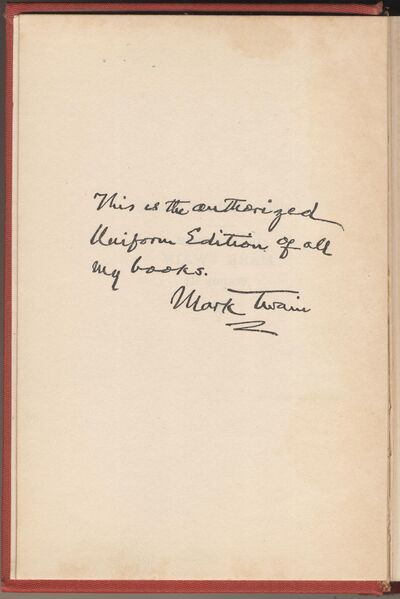 This is the authorized
Uniform Edition of all
my books.
Mark Twain